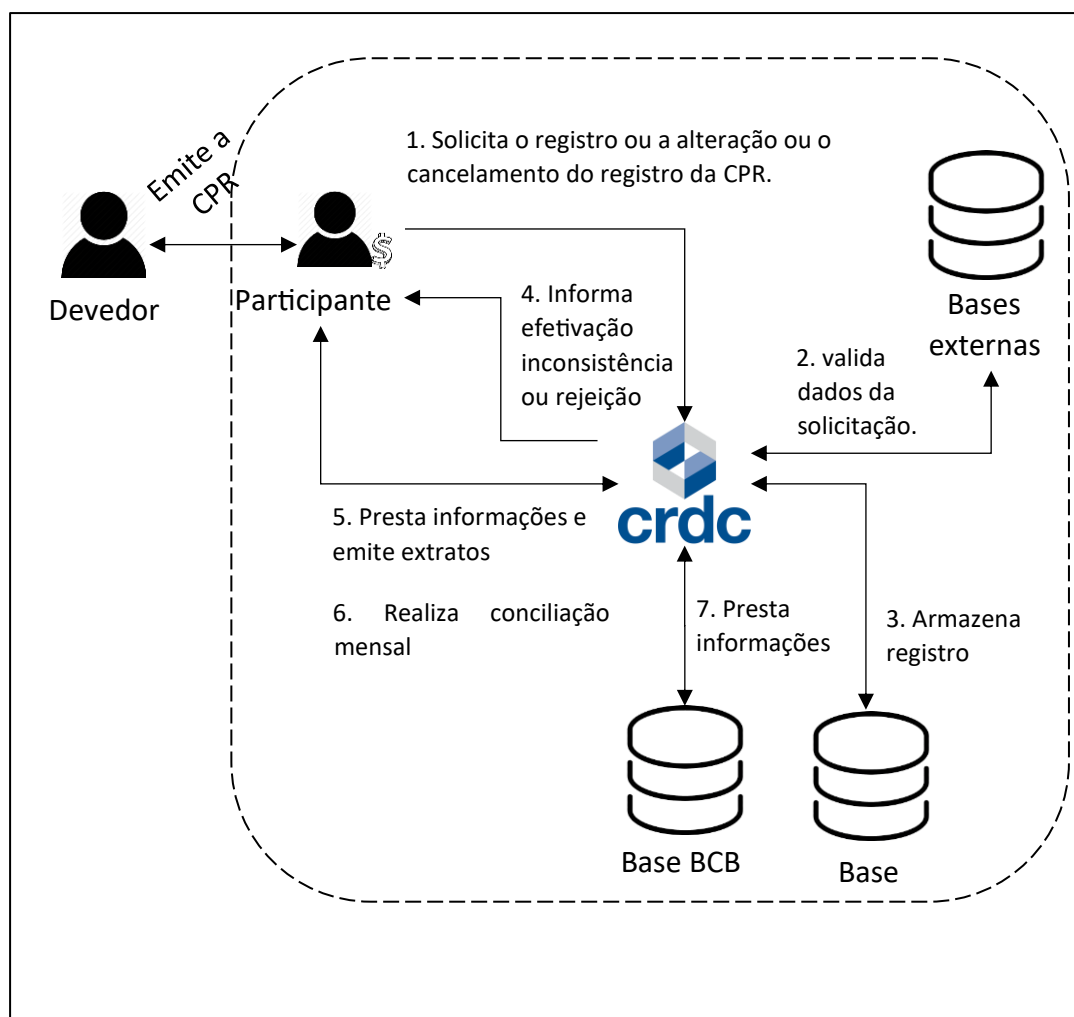 1. Solicita o registro ou a alteração ou o
cancelamento do registro da CPR.
Emite a
CPR
$
Devedor
Participante
4. Informa
efetivação
inconsistência
ou rejeição
Bases
externas
2. valida
dados da
solicitação.
crdc
5. Presta informações e
emite extratos
6. Realiza conciliação
mensal
7. Presta
informações
3. Armazena
registro
Base BCB
Base